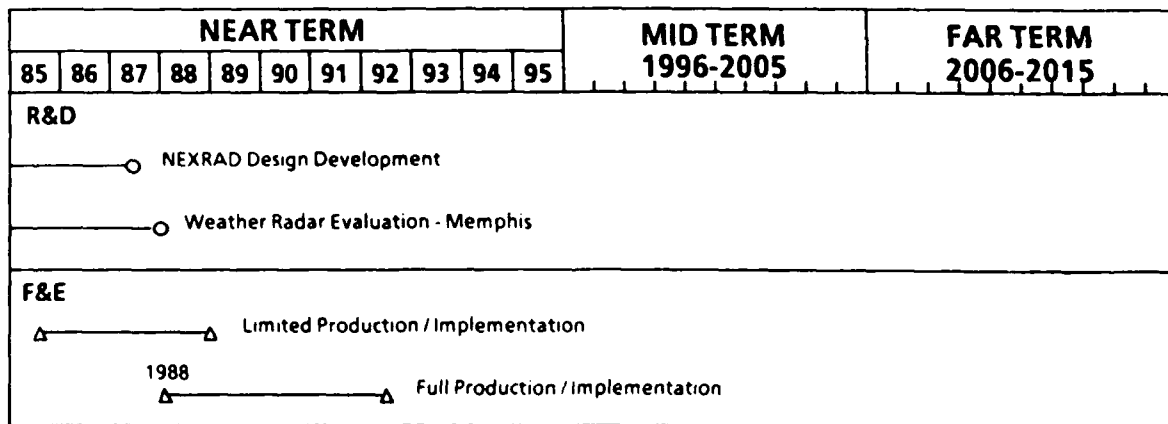 NEAR TERM
MID TERM
FAR TERM
85 86 87 88 89 90 91 92 93 94 95
1996-2005
2006-2015
R&D
NEXRAD Design Development
Weather Radar Evaluation - Memphis
F&E
Limited Production / Implementation
1988
Full Production / Implementation